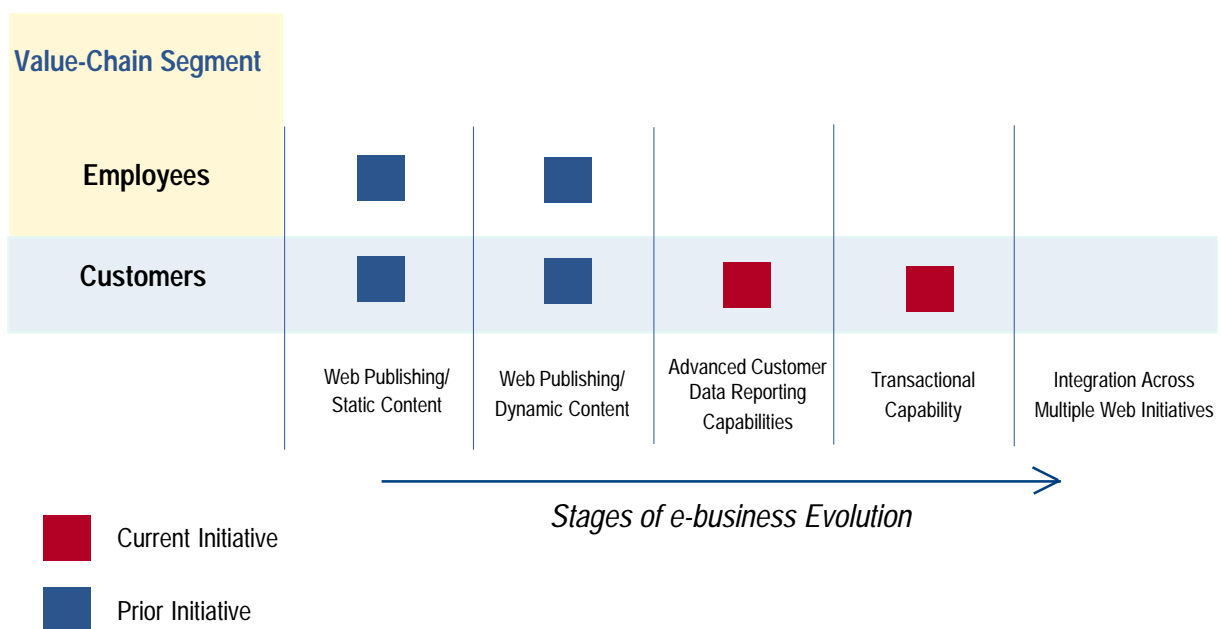 Value-Chain Segment
Employees
Customers
Web Publishing/
Static Content
Web Publishing/
Dynamic Content
Advanced Customer
Data Reporting
Capabilities
Transactional
Capability
Integration Across
Multiple Web Initiatives
Stages of e-business Evolution
Current Initiative
Prior Initiative